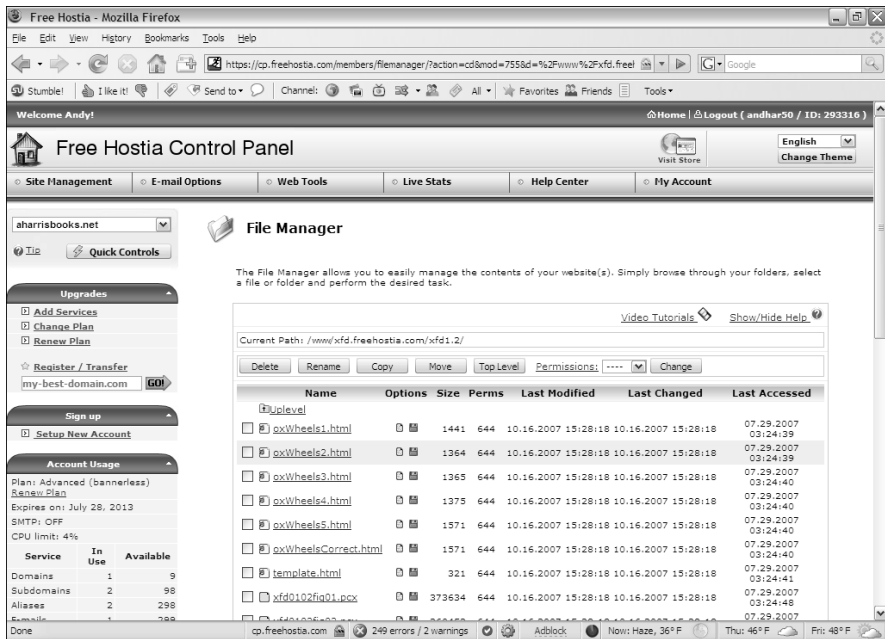 Free Hostia - Mozilla Firefox
File Edit View History Bookmarks Tools Help
https://cp.freehostia.com/members/filemanager/?action=cd&mod=755&d=%2Fwww%2Fxfd.freel Google
Stumble! I like it! Send to Channel: All Favorites Friends Tools
Welcome Andy! Home | Logout ( andhar50 / ID: 293316 )
Free Hostia Control Panel
Visit Store
English
Change Theme
Site Management E-mail Options Web Tools Live Stats Help Center My Account
aharrisbooks.net
Tip Quick Controls
Upgrades
Add Services
Change Plan
Renew Plan
Register / Transfer
my-best-domain.com GO!
Sign up
Setup New Account
Account Usage
Plan: Advanced (bannerless)
Renew Plan
Expires on: July 28, 2013
SMTP: OFF
CPU limit: 4%
Service In Use Available
Domains 1 9
Subdomains 2 98
Aliases 2 298
E-mails 1 299
File Manager
The File Manager allows you to easily manage the contents of your website(s). Simply browse through your folders, select
a file or folder and perform the desired task.
Video Tutorials Show/Hide Help
Current Path: /www/xfd.freehostia.com/xfd1.2/
Delete Rename Copy Move Top Level Permissions: ---- Change
Name Options Size Perms Last Modified Last Changed Last Accessed
Uplevel
oxWheels1.html 1441 644 10.16.2007 15:28:18 10.16.2007 15:28:18 07.29.2007 03:24:39
oxWheels2.html 1364 644 10.16.2007 15:28:18 10.16.2007 15:28:18 07.29.2007 03:24:39
oxWheels3.html 1365 644 10.16.2007 15:28:18 10.16.2007 15:28:18 07.29.2007 03:24:40
oxWheels4.html 1375 644 10.16.2007 15:28:18 10.16.2007 15:28:18 07.29.2007 03:24:40
oxWheels5.html 1571 644 10.16.2007 15:28:18 10.16.2007 15:28:18 07.29.2007 03:24:40
oxWheelsCorrect.html 1571 644 10.16.2007 15:28:18 10.16.2007 15:28:18 07.29.2007 03:24:40
template.html 321 644 10.16.2007 15:28:18 10.16.2007 15:28:18 07.29.2007 03:24:41
xfd0102fig01.pcx 373634 644 10.16.2007 15:28:18 10.16.2007 15:28:18 07.29.2007 03:24:48
07.29.2007
Done cp.freehostia.com 249 errors / 2 warnings Adblock Now: Haze, 36° F Thu: 46° F Fri: 48° F